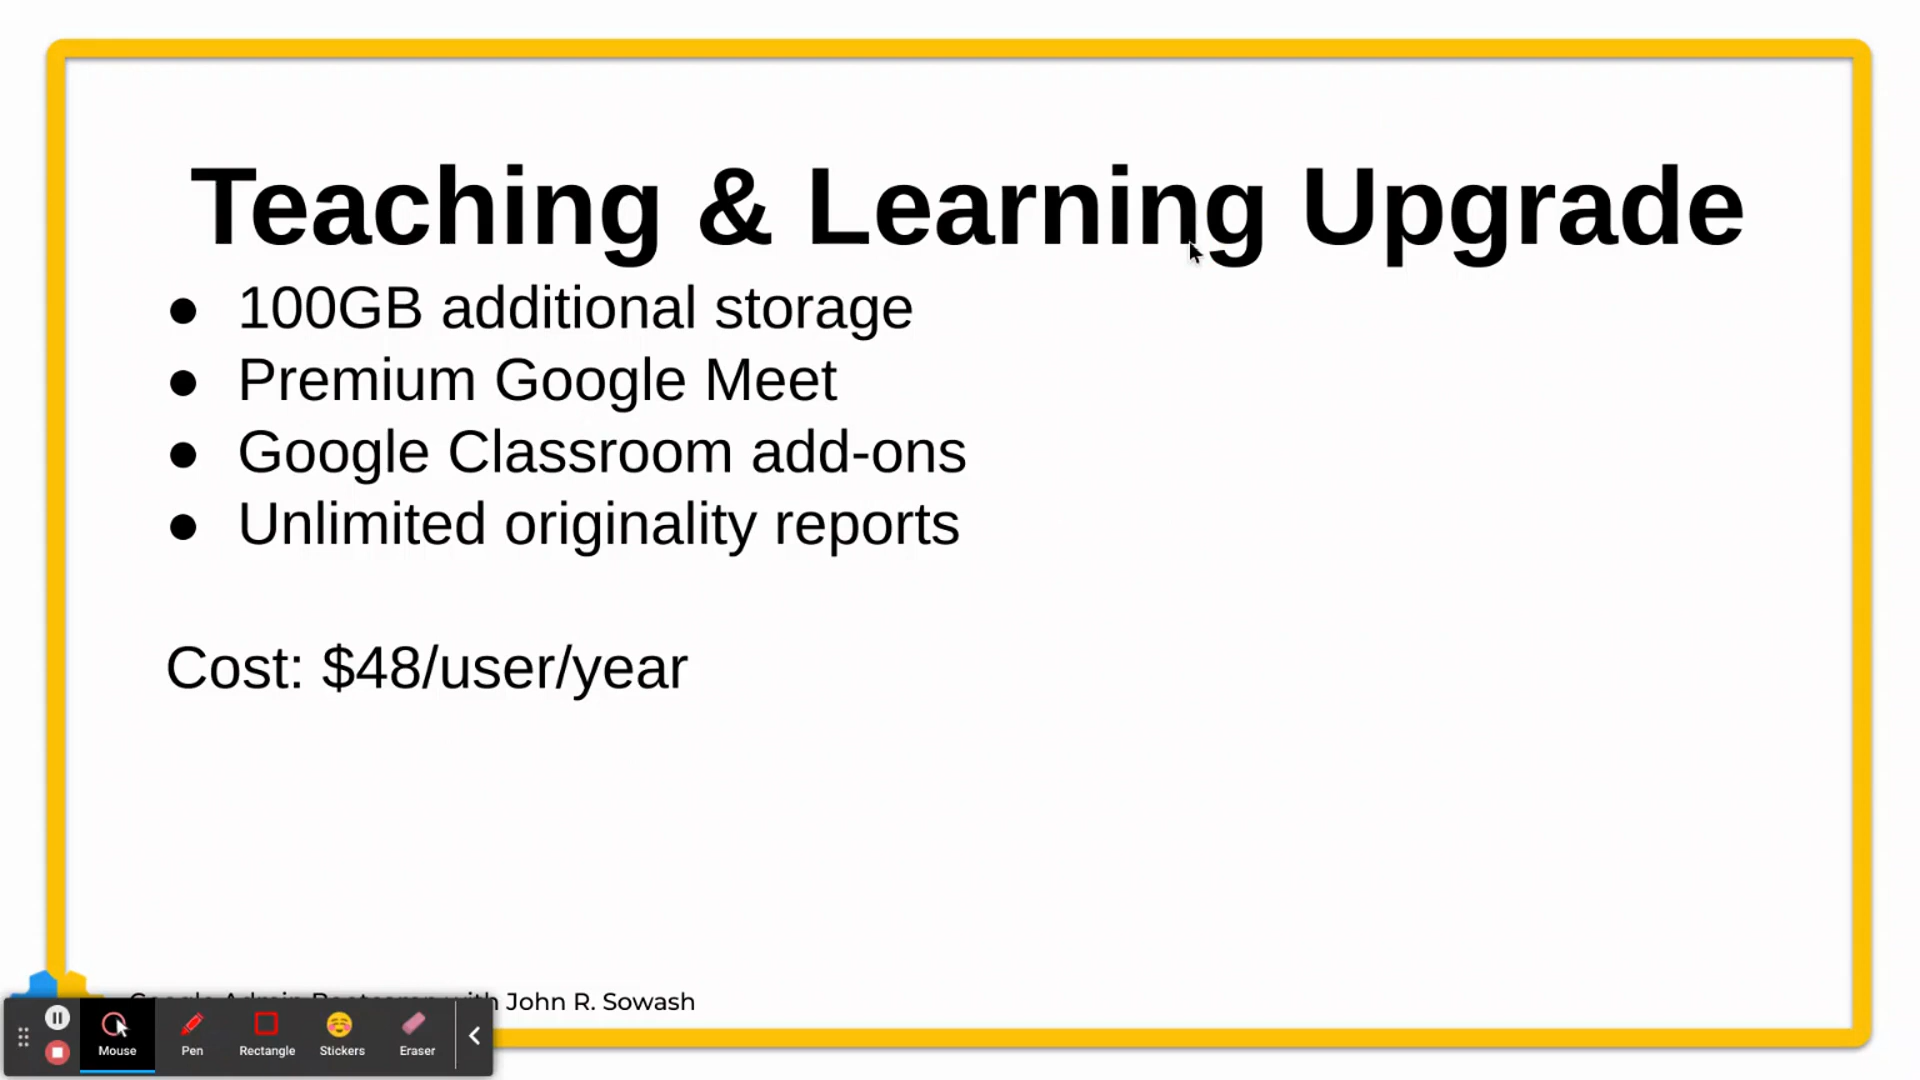 Teaching & Learning Upgrade
● 100GB additional storage
● Premium Google Meet
● Google Classroom add-ons
● Unlimited originality reports
Cost: $48/user/year
Google Admin Bootcamp with John R. Sowash
Mouse Pen Rectangle Stickers Eraser